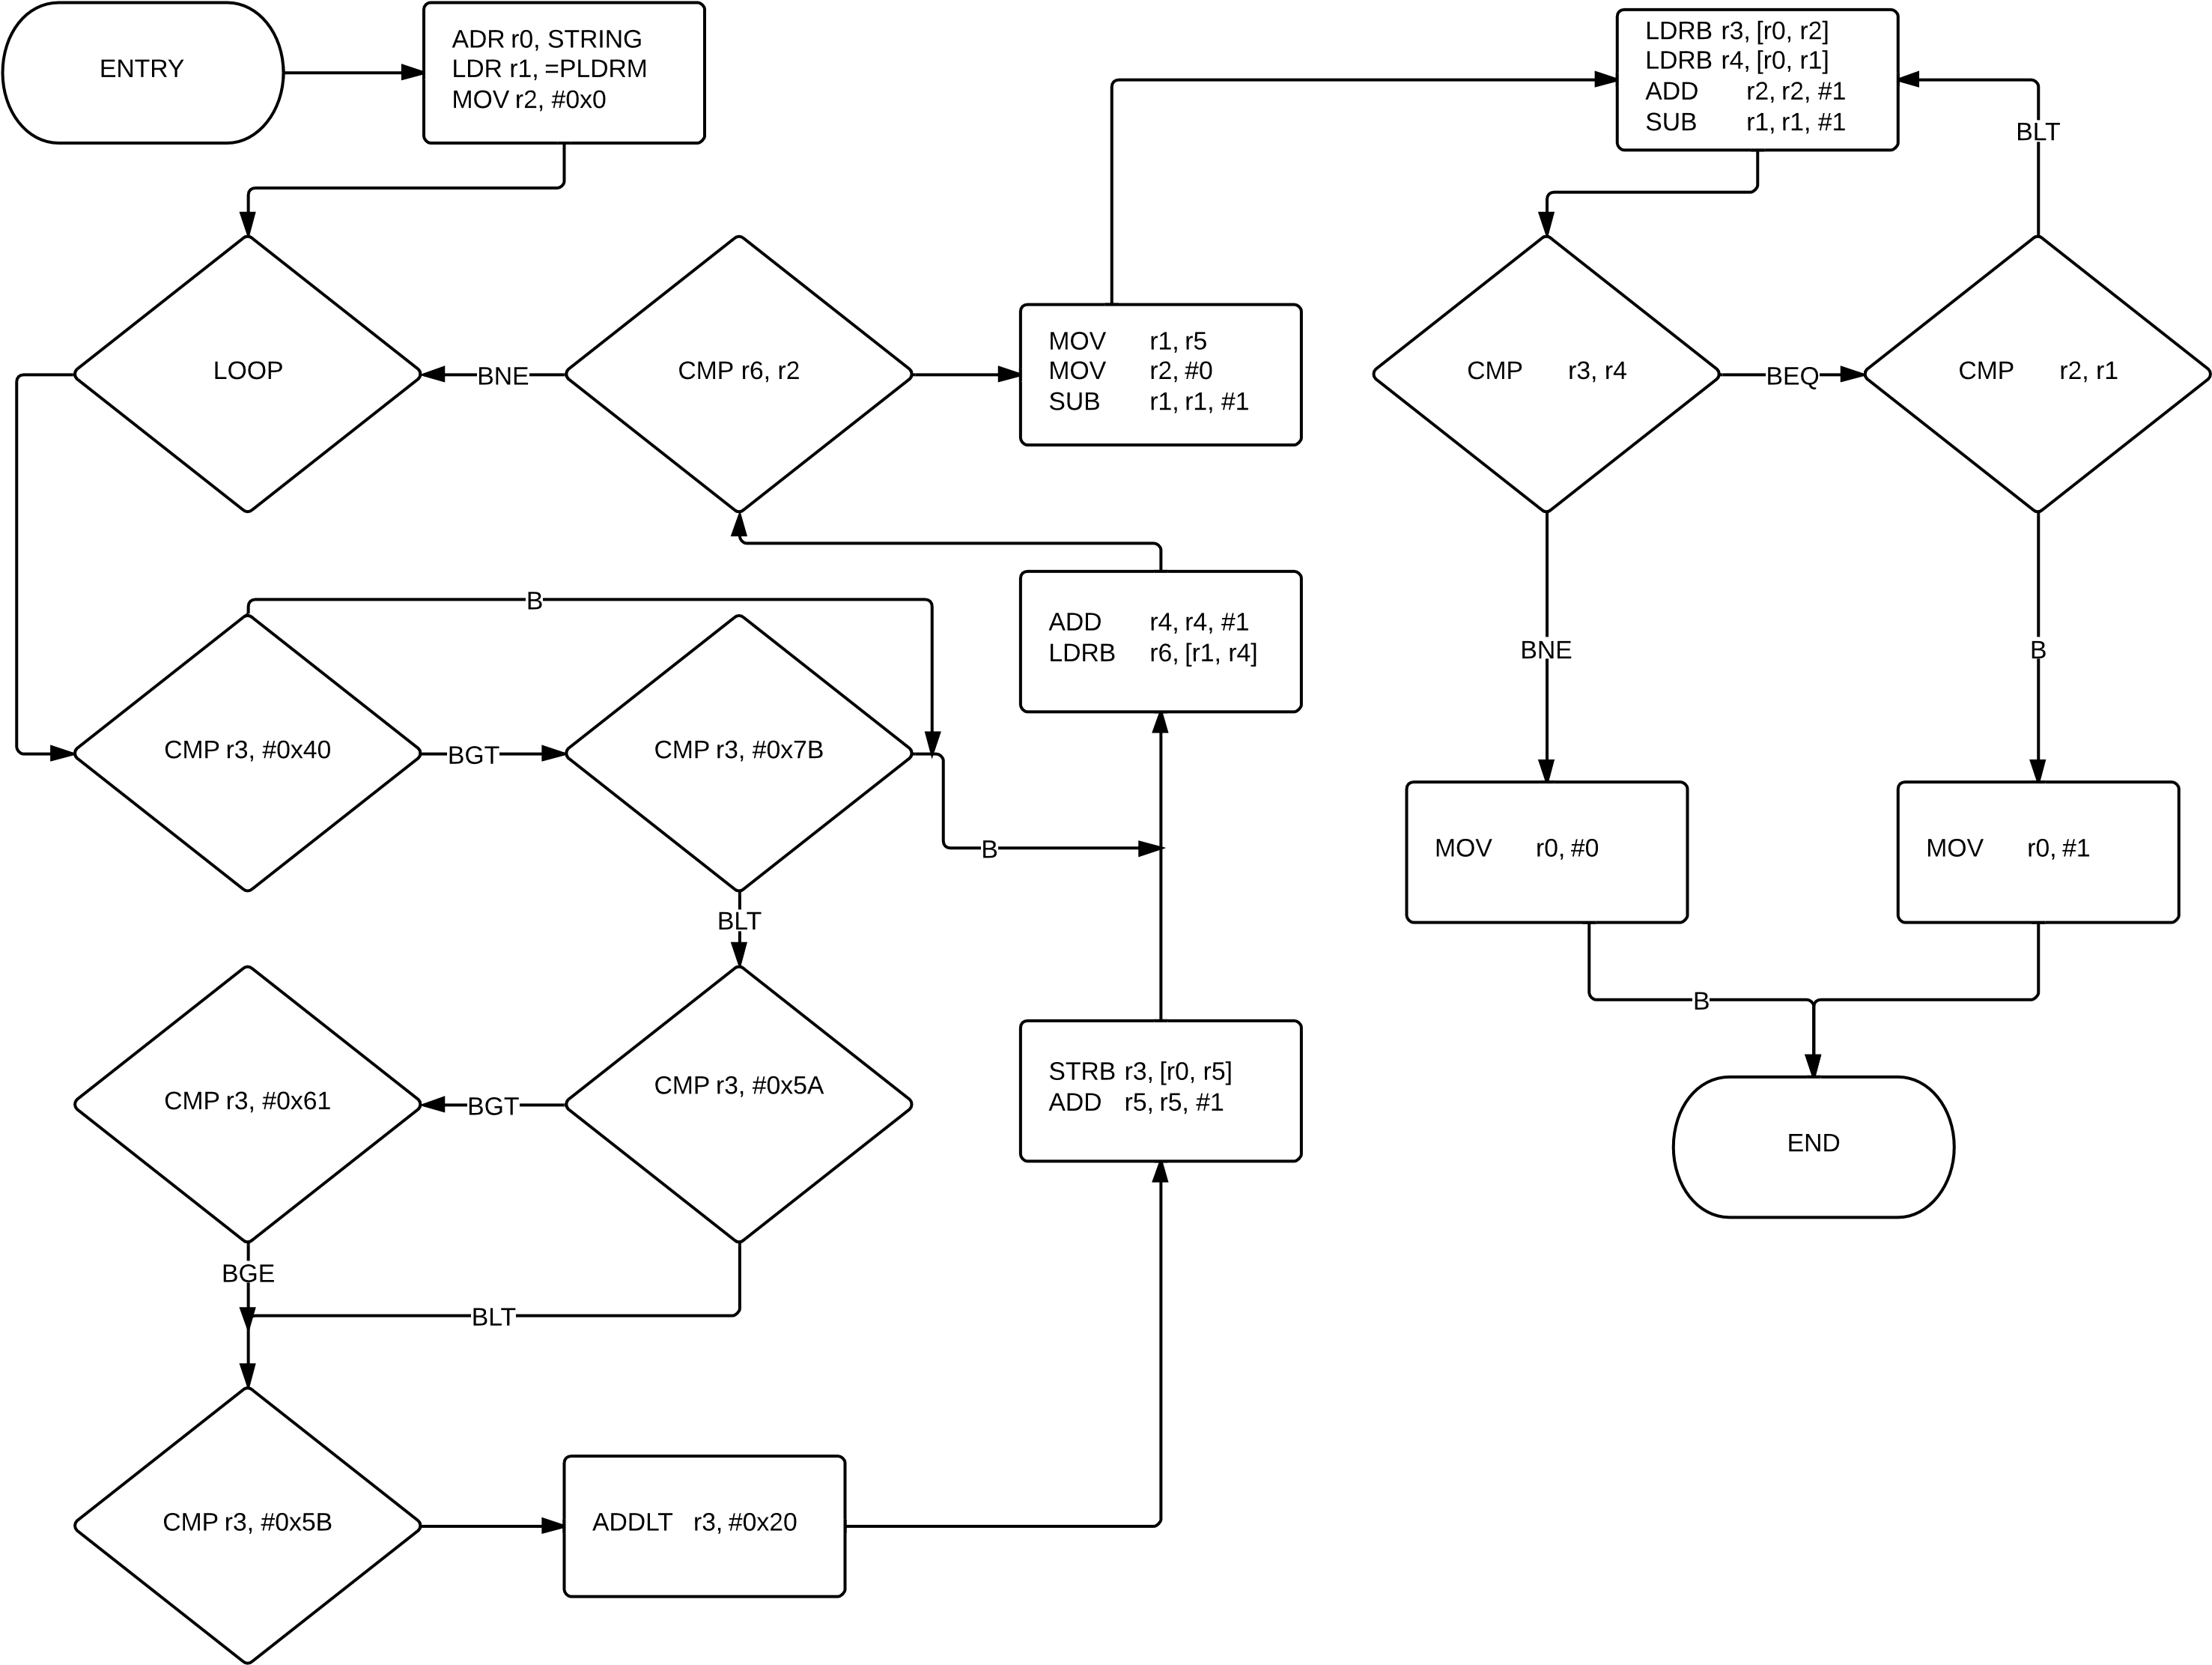 ENTRY
ADR r0, STRING
LDR r1, =PLDRM
MOV r2, #0x0
LOOP
BNE
CMP r6, r2
MOV r1, r5
MOV r2, #0
SUB r1, r1, #1
LDRB r3, [r0, r2]
LDRB r4, [r0, r1]
ADD r2, r2, #1
SUB r1, r1, #1
BLT
CMP r3, r4
BEQ
CMP r2, r1
B
ADD r4, r4, #1
LDRB r6, [r1, r4]
BNE
B
CMP r3, #0x40
BGT
CMP r3, #0x7B
B
MOV r0, #0
MOV r0, #1
BLT
B
CMP r3, #0x61
BGT
CMP r3, #0x5A
STRB r3, [r0, r5]
ADD r5, r5, #1
END
BGE
BLT
CMP r3, #0x5B
ADDLT r3, #0x20